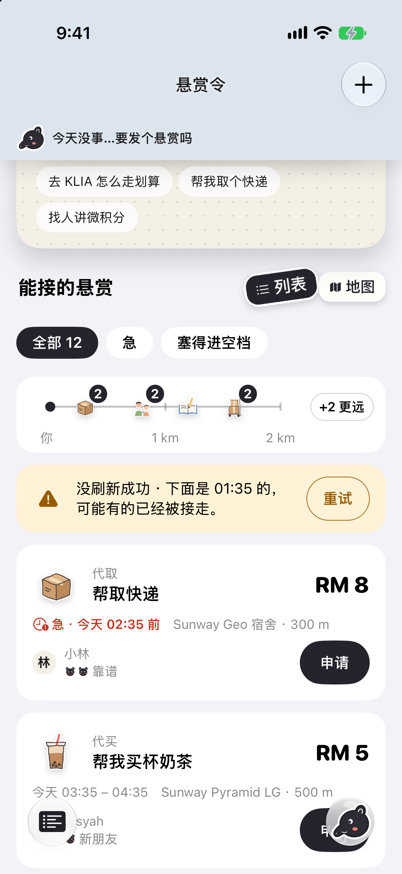 9:41
悬赏令
今天没事...要发个悬赏吗
去 KLIA 怎么走划算
帮我取个快递
找人讲微积分
能接的悬赏
列表
地图
全部 12
急
塞得进空档
2
2
2
+2 更远
你
1 km
2 km
没刷新成功 · 下面是 01:35 的，
可能有的已经被接走。
重试
代取
帮取快递
RM 8
急 · 今天 02:35 前
Sunway Geo 宿舍 · 300 m
林
小林
靠谱
申请
代买
帮我买杯奶茶
RM 5
今天 03:35 – 04:35
Sunway Pyramid LG · 500 m
syah
新朋友